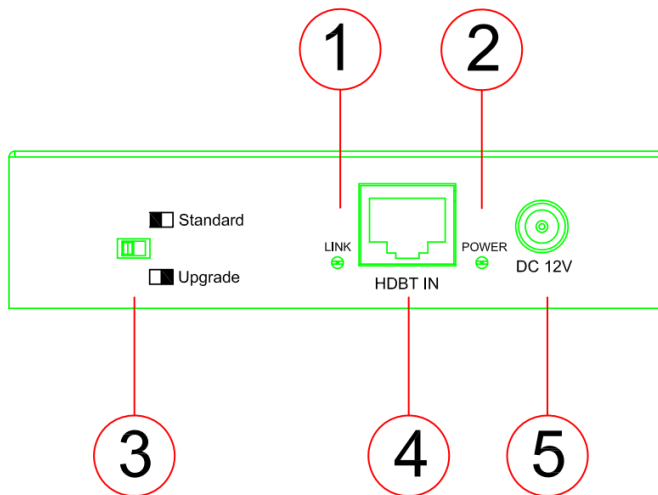 1
2
Standard
LINK
POWER
Upgrade
DC 12V
HDBT IN
3
4
5